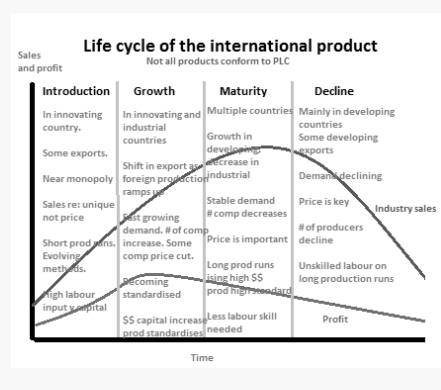 Life cycle of the international product
Not all products conform to PLC
Sales
and profit
Introduction
In innovating
country.
Some exports.
Near monopoly
Sales re: unique
not price
Short prod runs.
Evolving
methods.
High labour
input v capital
Growth
In innovating and
industrial
countries
Shift in export as
foreign production
ramps up
Fast growing
demand. # of comp
increase. Some
comp price cut.
Becoming
standardised
$$ capital increase
prod standardises
Maturity
Multiple countries
Growth in
developing,
decrease in
industrial
Stable demand
# comp decreases
Price is important
Long prod runs
ising high $$
prod high standard
Less labour skill
needed
Decline
Mainly in developing
countries
Some developing
exports
Demand declining
Price is key
# of producers
decline
Unskilled labour on
long production runs
Industry sales
Profit
Time